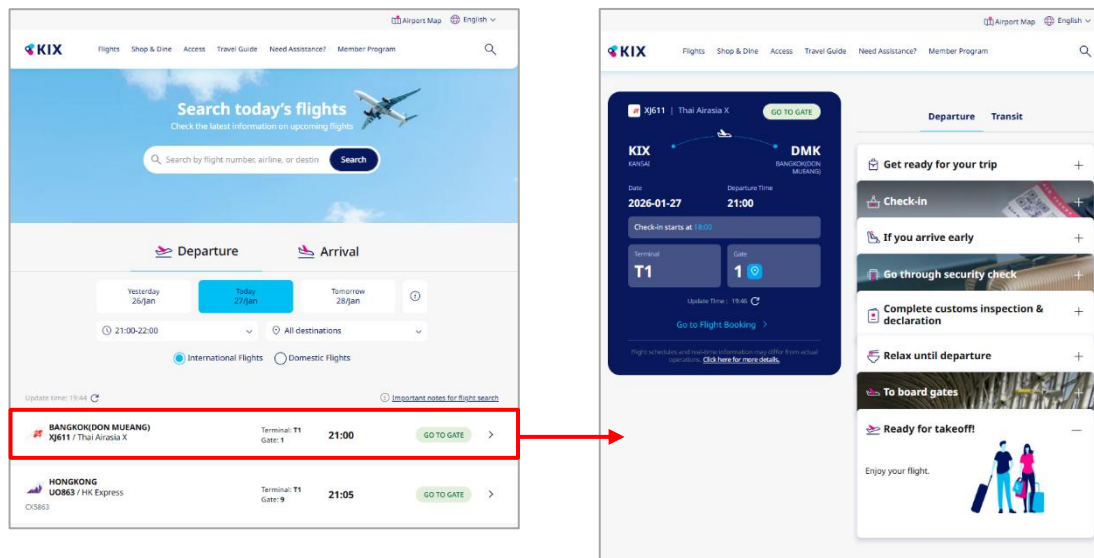 Airport Map English
KIX Flights Shop & Dine Access Travel Guide Need Assistance? Member Program
Search today's flights
Check the latest information on upcoming flights
Search by flight number, airline, or destin Search
Departure Arrival
Yesterday Today Tomorrow
26/Jan 27/Jan 28/Jan
21:00-22:00 All destinations
International Flights Domestic Flights
Update time: 19:44 Important notes for flight search
BANGKOK(DON MUEANG)
XJ611 / Thai Airasia X
Terminal: T1
Gate: 1
21:00
GO TO GATE
HONGKONG
UO863 / HK Express
CX5863
Terminal: T1
Gate: 9
21:05
GO TO GATE
Airport Map English
KIX Flights Shop & Dine Access Travel Guide Need Assistance? Member Program
XJ611 | Thai Airasia X GO TO GATE
KIX DMK
KANSAI BANGKOK(DON
MUEANG)
Date Departure Time
2026-01-27 21:00
Check-in starts at 18:00
Terminal Gate
T1 1
Update Time : 19:46
Go to Flight Booking
Flight schedules and real-time information may differ from actual
operations. Click here for more details.
Departure Transit
Get ready for your trip
Check-in
If you arrive early
Go through security check
Complete customs inspection &
declaration
Relax until departure
To board gates
Ready for takeoff!
Enjoy your flight.